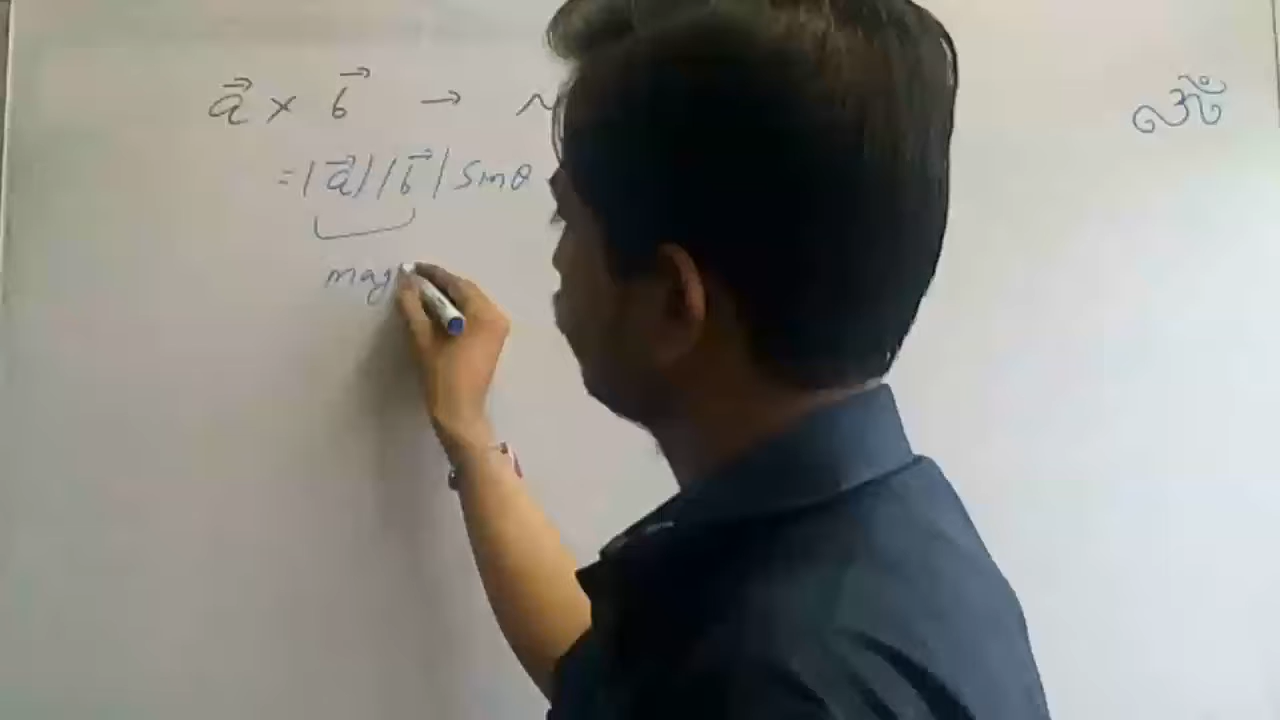 a⃗ × b⃗ →
ૐ
= |a⃗| |b⃗| sinθ
mag